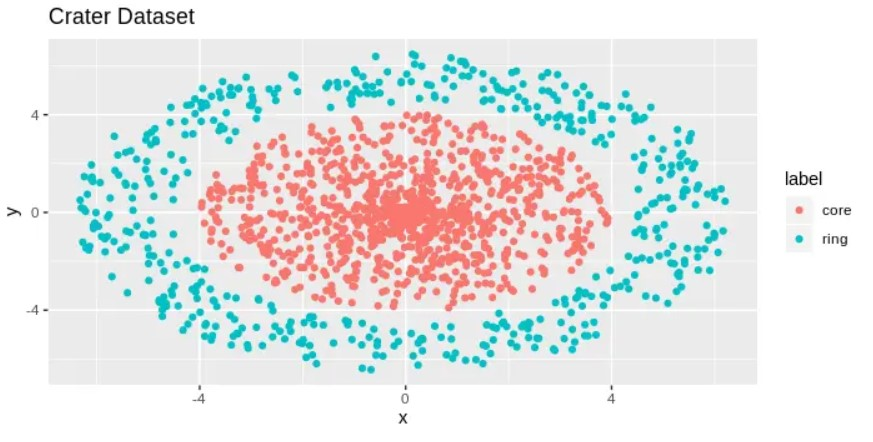 Crater Dataset
4
0
-4
y
-4
0
4
x
label
core
ring